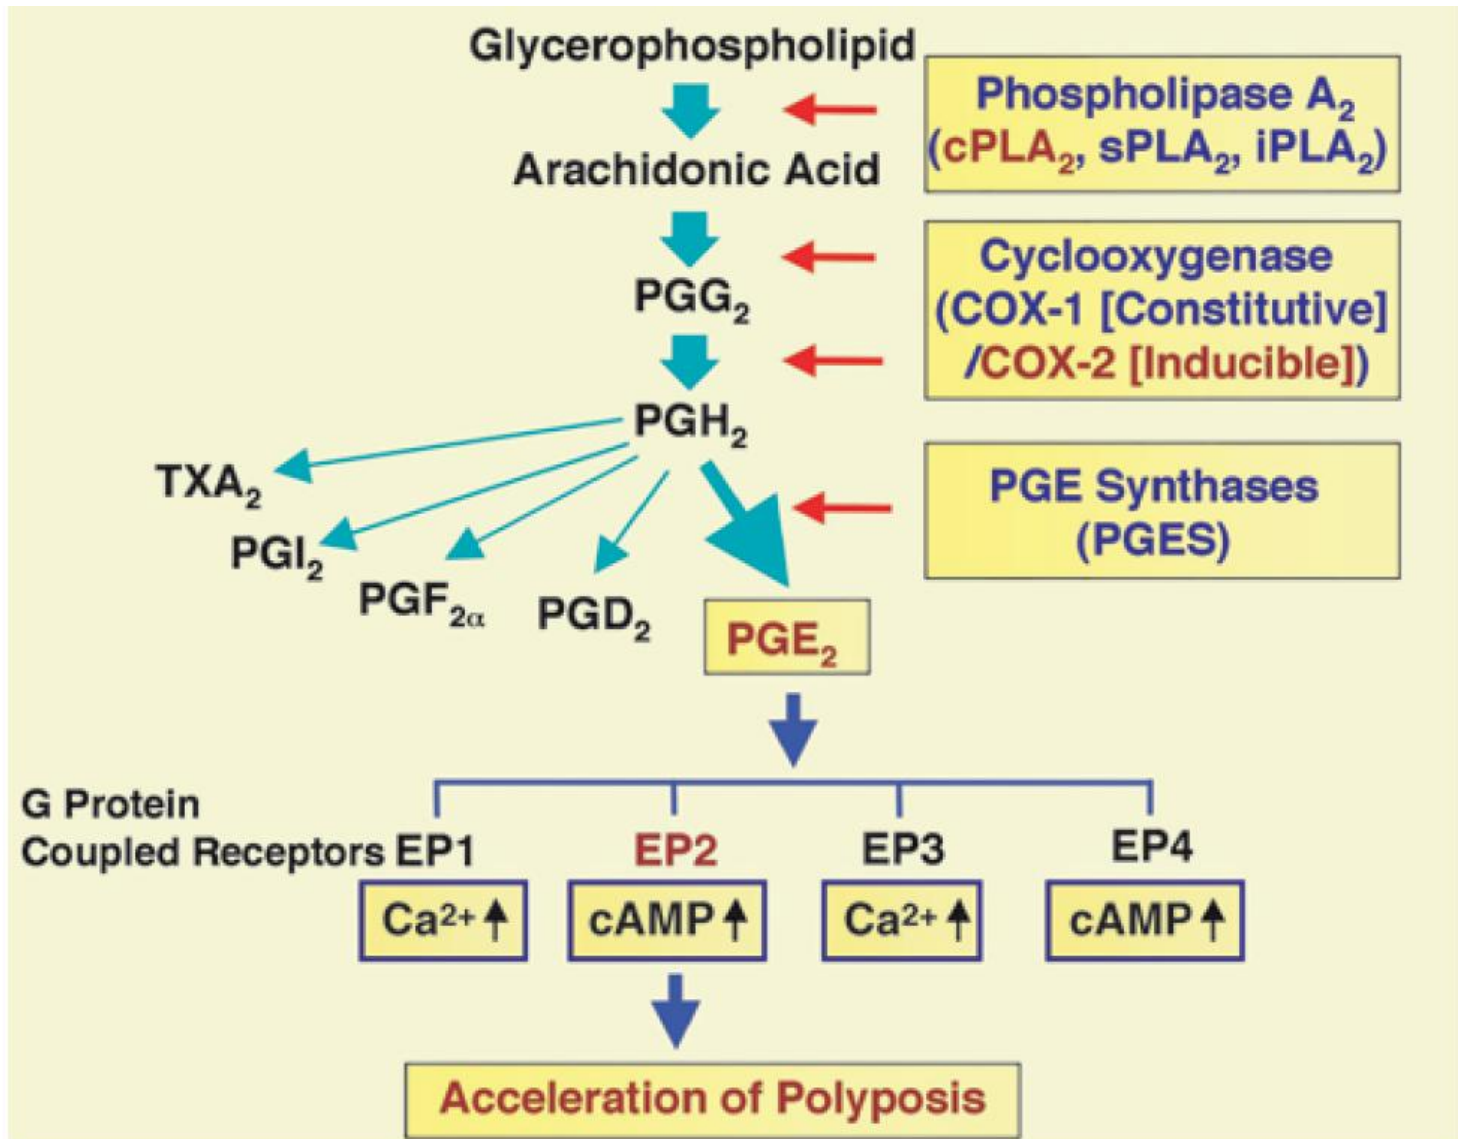 Glycerophospholipid
Phospholipase A₂
(cPLA₂, sPLA₂, iPLA₂)
Arachidonic Acid
Cyclooxygenase
(COX-1 [Constitutive]
/COX-2 [Inducible])
PGG₂
PGH₂
PGE Synthases
(PGES)
TXA₂
PGI₂
PGF₂α
PGD₂
PGE₂
G Protein
Coupled Receptors
EP1
EP2
EP3
EP4
Ca²⁺
cAMP
Ca²⁺
cAMP
Acceleration of Polyposis